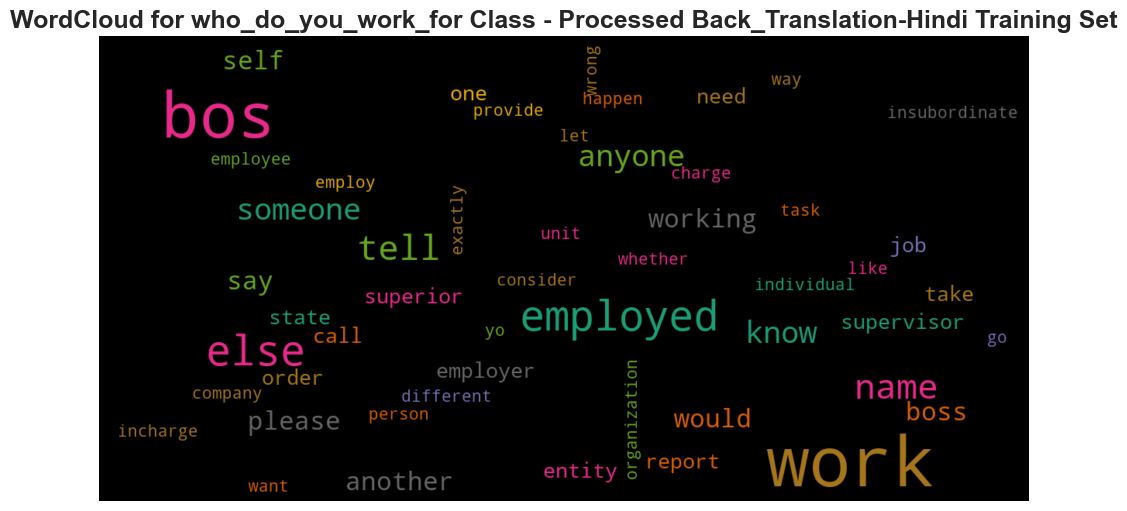 WordCloud for who_do_you_work_for Class - Processed Back_Translation-Hindi Training Set
self
wrong
way
bos
one
happen
need
provide
insubordinate
let
employee
anyone
charge
employ
someone
exactly
working
task
tell
unit
job
whether
like
say
consider
individual
superior
take
state
employed
supervisor
call
yo
know
go
else
order
employer
company
different
organization
name
person
boss
please
would
incharge
work
report
entity
want
another